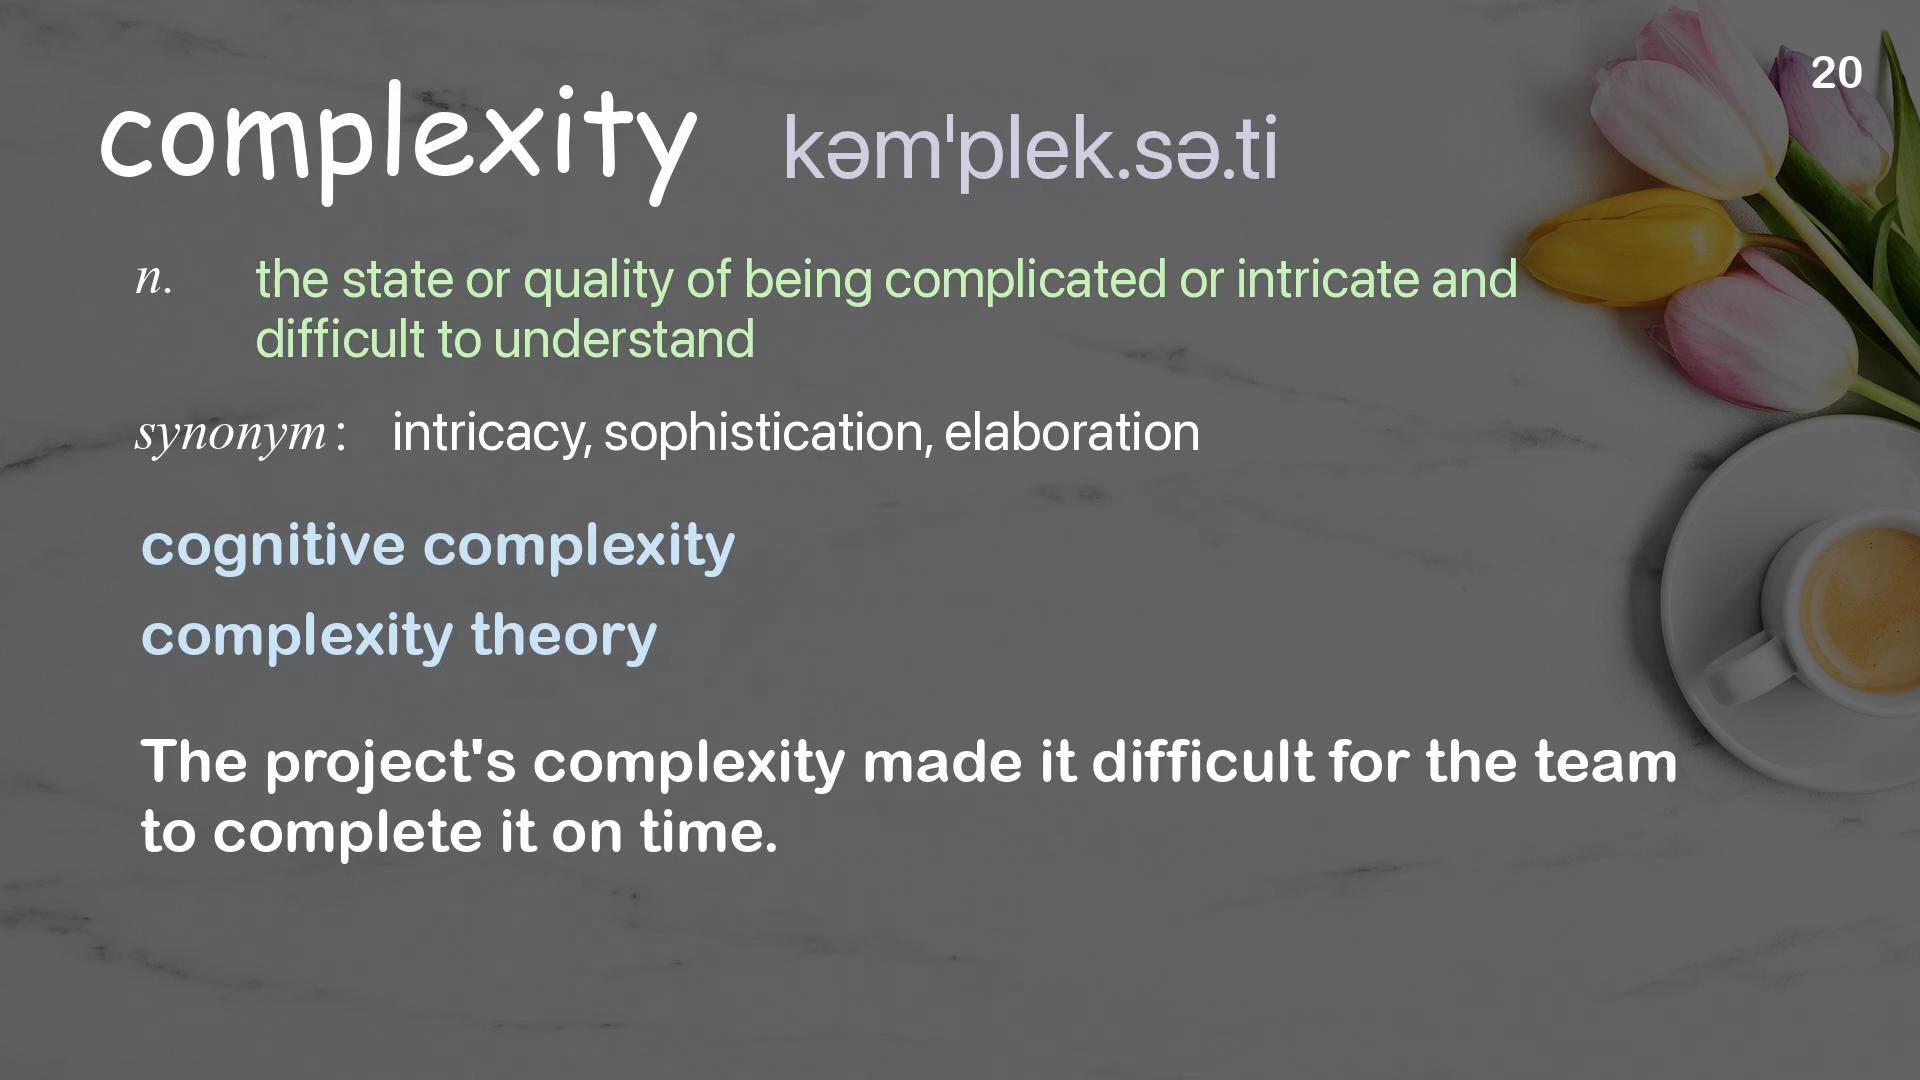 20
complexity kəm'plek.sə.ti
n. the state or quality of being complicated or intricate and
difficult to understand
synonym: intricacy, sophistication, elaboration
cognitive complexity
complexity theory
The project's complexity made it difficult for the team
to complete it on time.